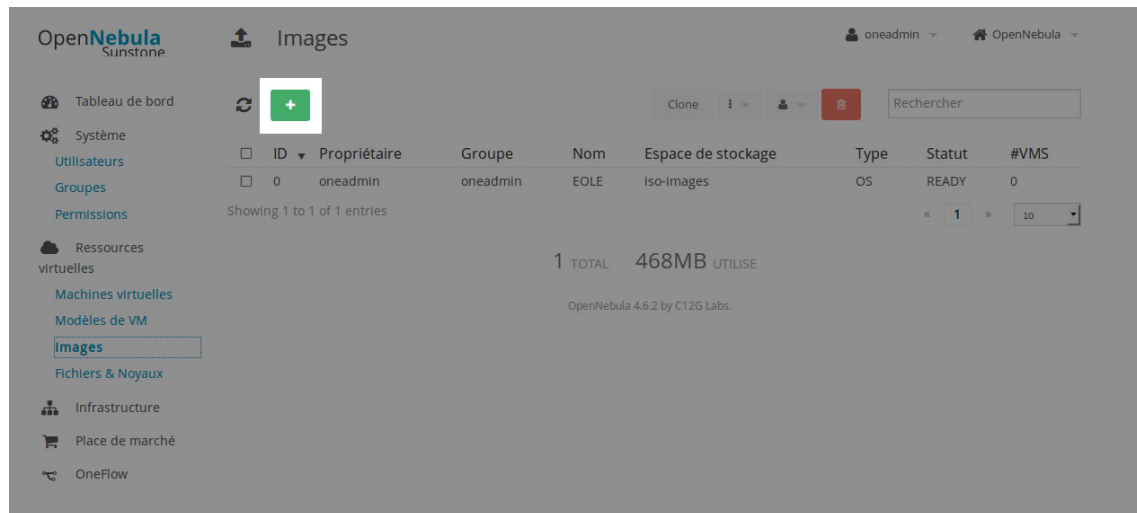 OpenNebula
Sunstone
Images
oneadmin
OpenNebula
Tableau de bord
Système
Utilisateurs
Groupes
Permissions
Ressources
virtuelles
Machines virtuelles
Modèles de VM
Images
Fichiers & Noyaux
Infrastructure
Place de marché
OneFlow
Clone
Rechercher
ID Propriétaire Groupe Nom Espace de stockage Type Statut #VMS
0 oneadmin oneadmin EOLE iso-images OS READY 0
Showing 1 to 1 of 1 entries
« 1 » 10
1 TOTAL 468MB UTILISE
OpenNebula 4.6.2 by C12G Labs.